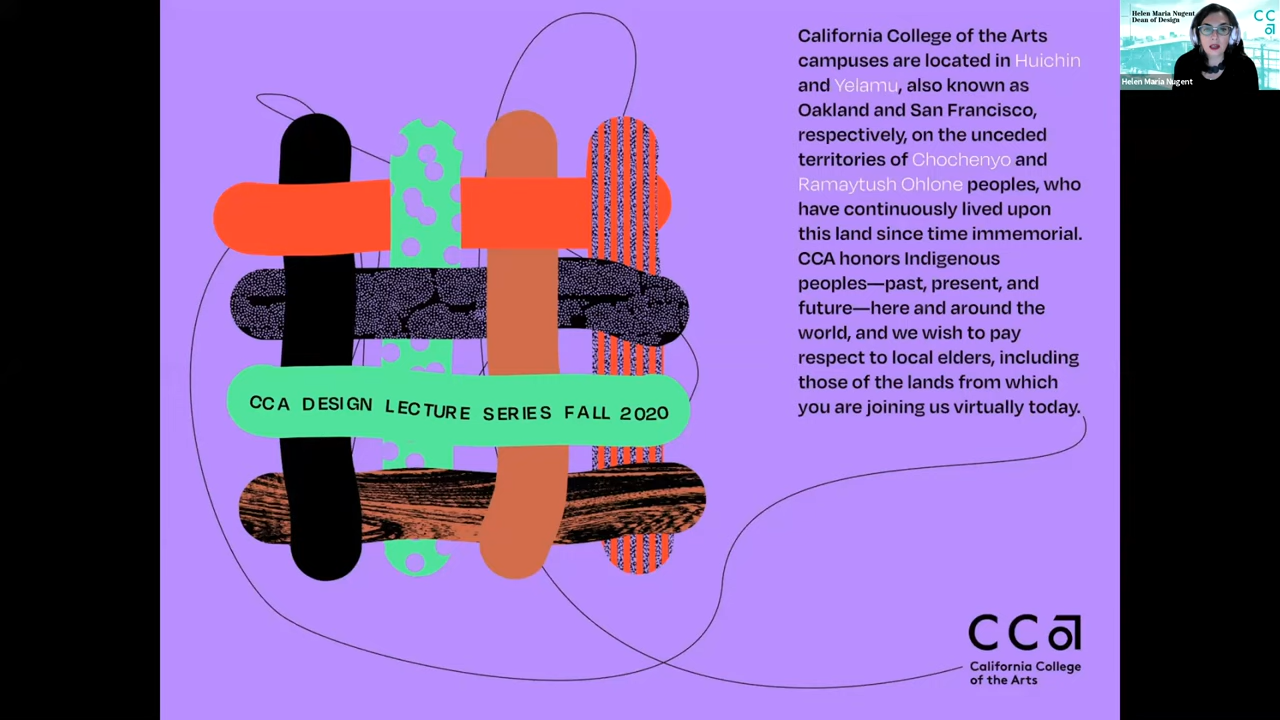 California College of the Arts
campuses are located in Huichin
and Yelamu, also known as
Oakland and San Francisco,
respectively, on the unceded
territories of Chochenyo and
Ramaytush Ohlone peoples, who
have continuously lived upon
this land since time immemorial.
CCA honors Indigenous
peoples—past, present, and
future—here and around the
world, and we wish to pay
respect to local elders, including
those of the lands from which
you are joining us virtually today.
CCA DESIGN LECTURE SERIES FALL 2020
CCA
California College
of the Arts
Helen Maria Nugent
Dean of Design
CCA
Helen Maria Nugent